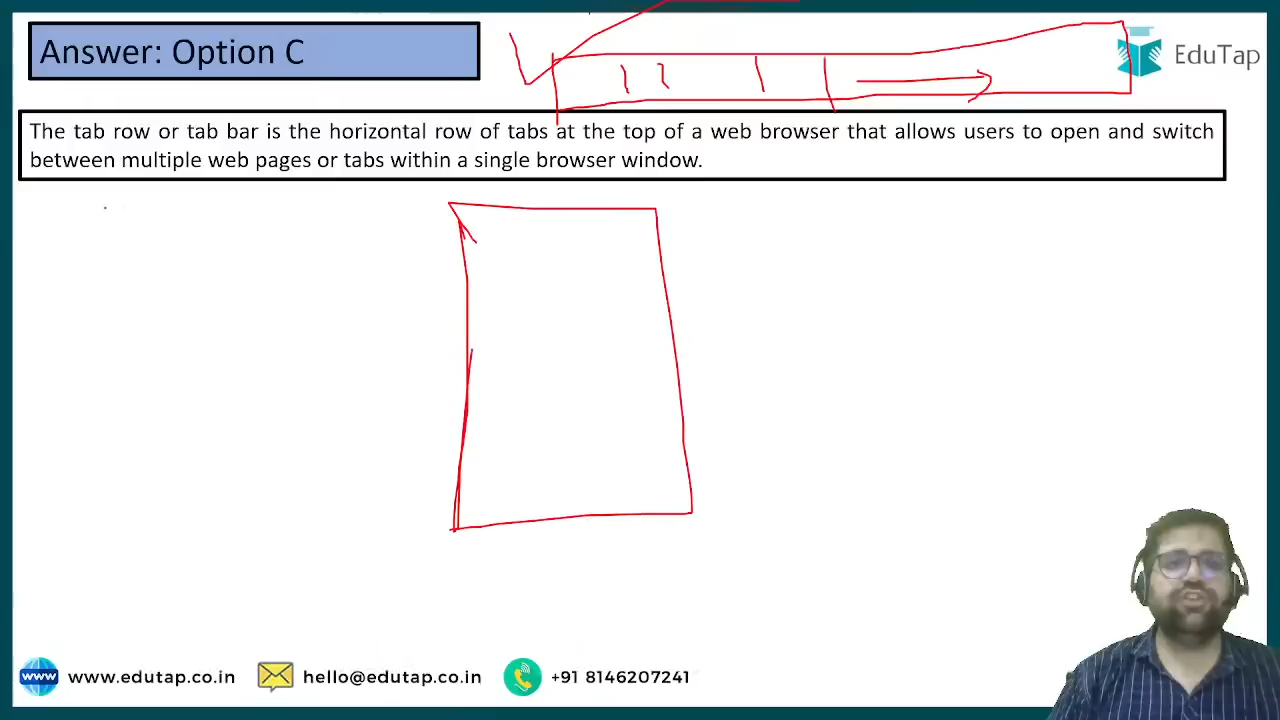 Answer: Option C
EduTap
The tab row or tab bar is the horizontal row of tabs at the top of a web browser that allows users to open and switch
between multiple web pages or tabs within a single browser window.
www www.edutap.co.in hello@edutap.co.in +91 8146207241